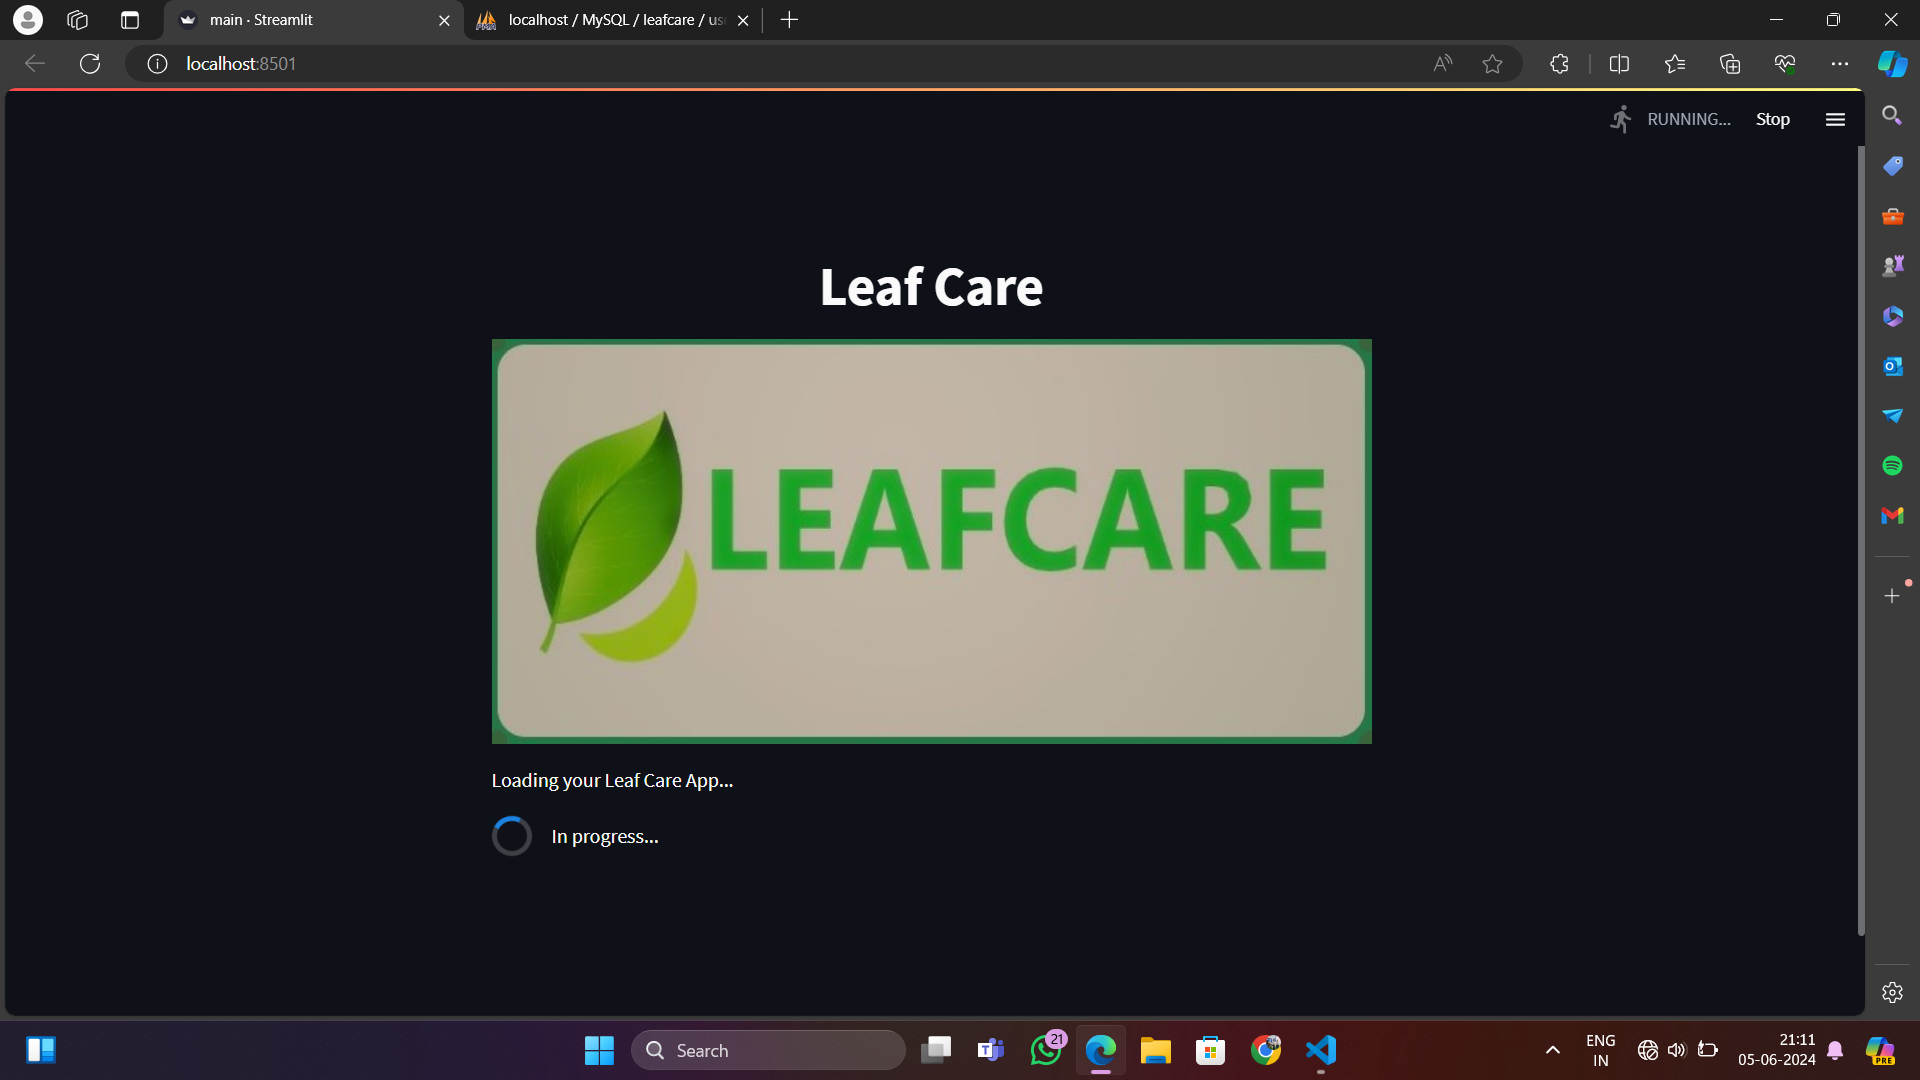 main · Streamlit
localhost / MySQL / leafcare / us
localhost:8501
RUNNING...
Stop
Leaf Care
LEAFCARE
Loading your Leaf Care App...
In progress...
Search
21
ENG
IN
21:11
05-06-2024
PRE